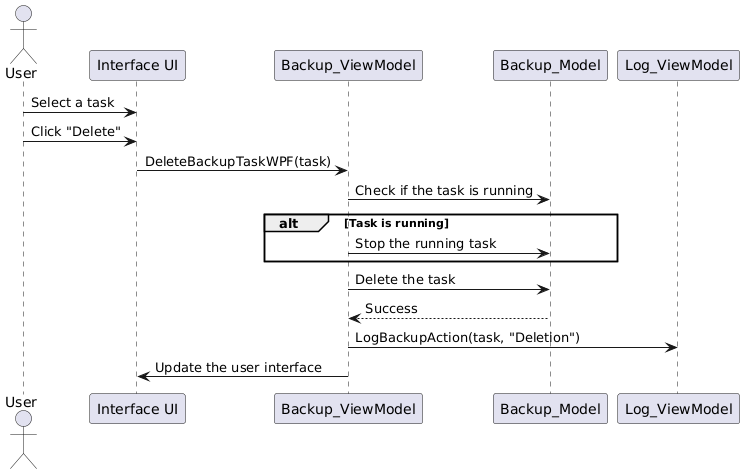 User
Interface UI
Backup_ViewModel
Backup_Model
Log_ViewModel
Select a task
Click "Delete"
DeleteBackupTaskWPF(task)
Check if the task is running
alt
[Task is running]
Stop the running task
Delete the task
Success
LogBackupAction(task, "Deletion")
Update the user interface
User
Interface UI
Backup_ViewModel
Backup_Model
Log_ViewModel